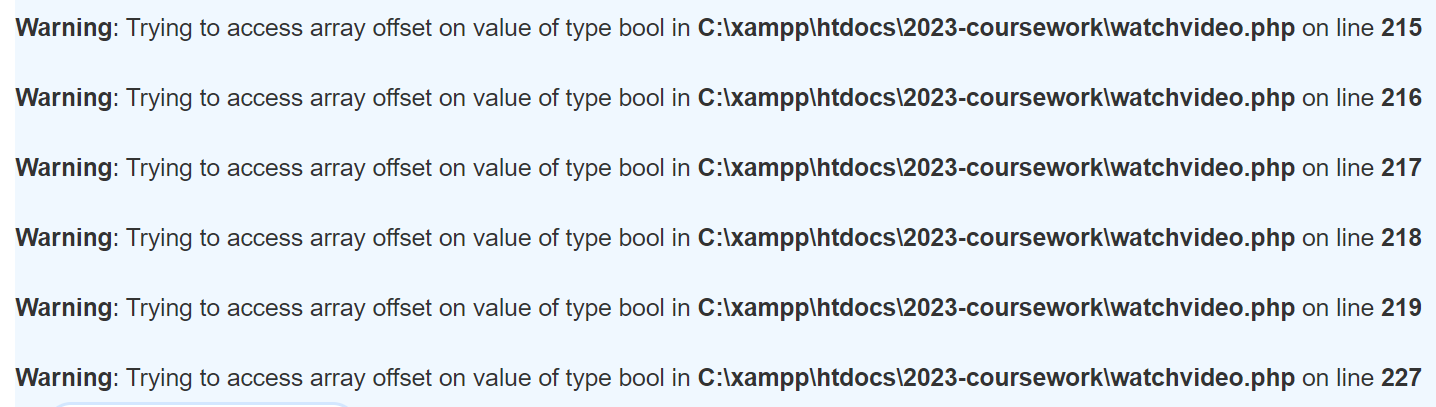 Warning: Trying to access array offset on value of type bool in C:\xampp\htdocs\2023-coursework\watchvideo.php on line 215
Warning: Trying to access array offset on value of type bool in C:\xampp\htdocs\2023-coursework\watchvideo.php on line 216
Warning: Trying to access array offset on value of type bool in C:\xampp\htdocs\2023-coursework\watchvideo.php on line 217
Warning: Trying to access array offset on value of type bool in C:\xampp\htdocs\2023-coursework\watchvideo.php on line 218
Warning: Trying to access array offset on value of type bool in C:\xampp\htdocs\2023-coursework\watchvideo.php on line 219
Warning: Trying to access array offset on value of type bool in C:\xampp\htdocs\2023-coursework\watchvideo.php on line 227